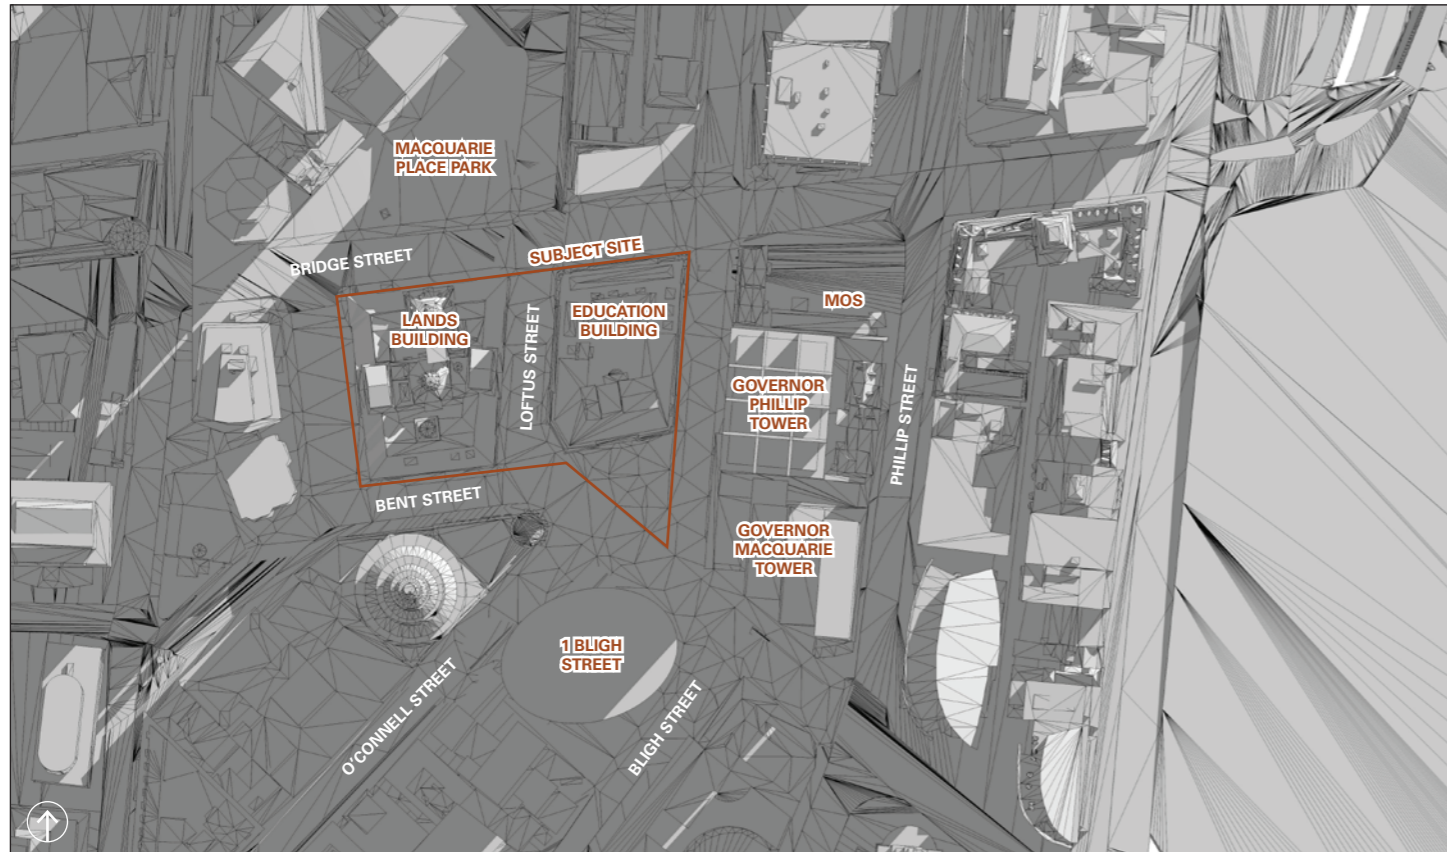 MACQUARIE
PLACE PARK
BRIDGE STREET
SUBJECT SITE
LANDS
BUILDING
LOFTUS STREET
EDUCATION
BUILDING
MOS
GOVERNOR
PHILLIP
TOWER
PHILLIP STREET
BENT STREET
GOVERNOR
MACQUARIE
TOWER
1 BLIGH
STREET
O'CONNELL STREET
BLIGH STREET